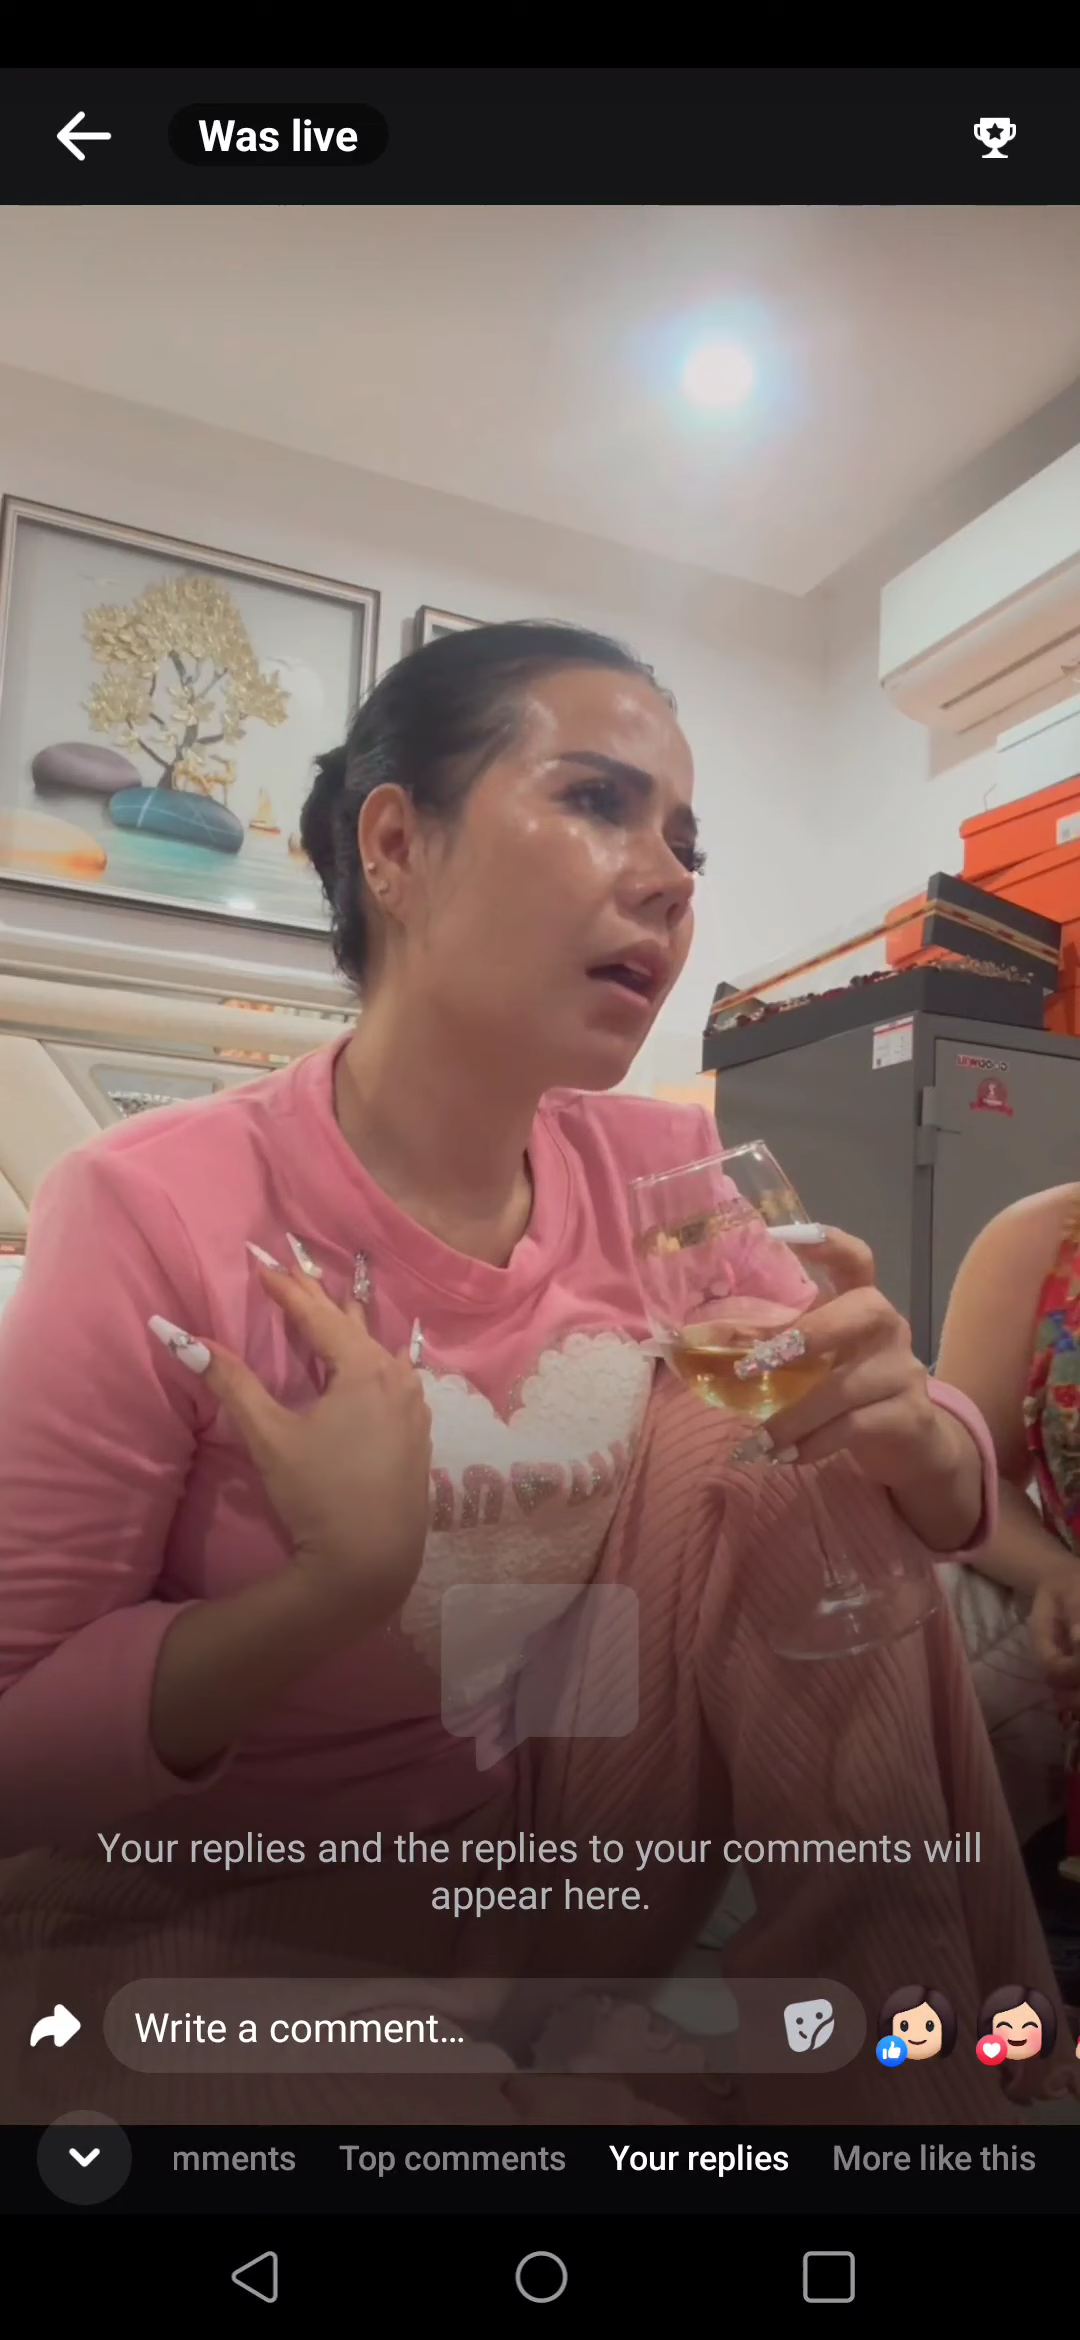 Was live
Your replies and the replies to your comments will
appear here.
Write a comment...
mments
Top comments
Your replies
More like this